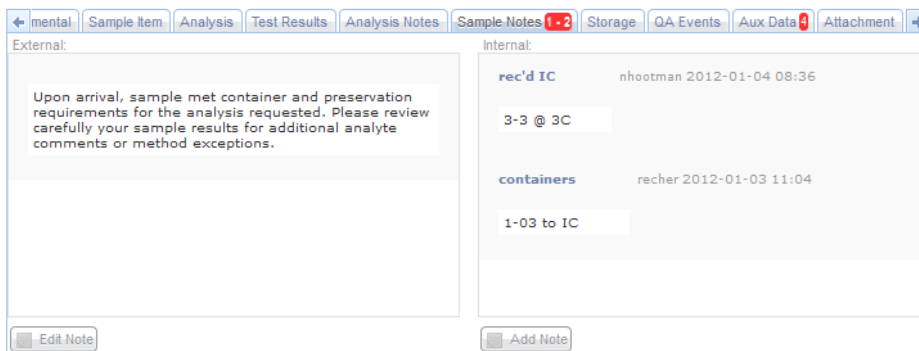 mental Sample Item Analysis Test Results Analysis Notes Sample Notes 1 - 2 Storage QA Events Aux Data 4 Attachment
External:
Upon arrival, sample met container and preservation
requirements for the analysis requested. Please review
carefully your sample results for additional analyte
comments or method exceptions.
Edit Note
Internal:
rec'd IC nhootman 2012-01-04 08:36
3-3 @ 3C
containers recher 2012-01-03 11:04
1-03 to IC
Add Note